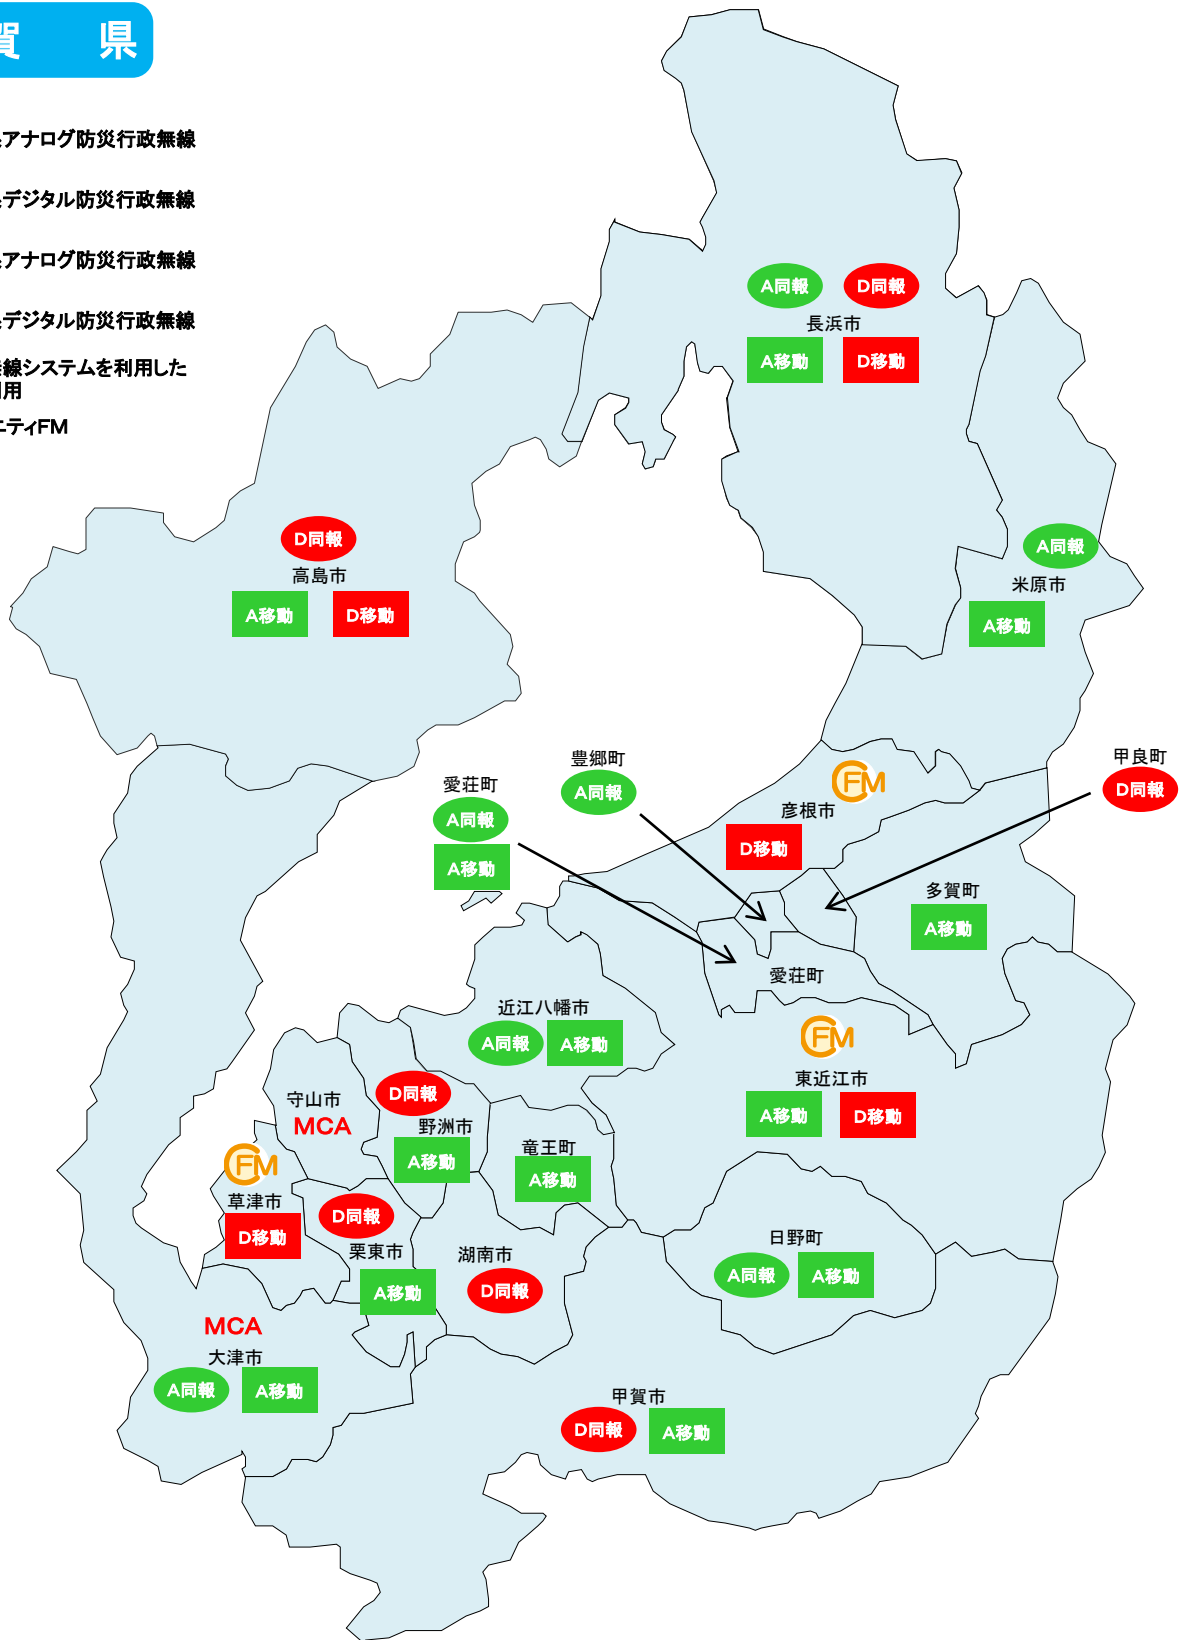 賀 県
アナログ防災行政無線
デジタル防災行政無線
アナログ防災行政無線
デジタル防災行政無線
線システムを利用した
用
ニティFM
A同報 D同報
長浜市
A移動 D移動
D同報
高島市
A移動 D移動
A同報
米原市
A移動
豊郷町
A同報
甲良町
D同報
愛荘町
A同報
A移動
CFM
彦根市
D移動
多賀町
A移動
愛荘町
近江八幡市
A同報 A移動
CFM
東近江市
A移動 D移動
守山市
MCA
D同報
野洲市
A移動
竜王町
A移動
CFM
草津市
D移動
D同報
栗東市
A移動
湖南市
D同報
日野町
A同報 A移動
MCA
大津市
A同報 A移動
甲賀市
D同報 A移動